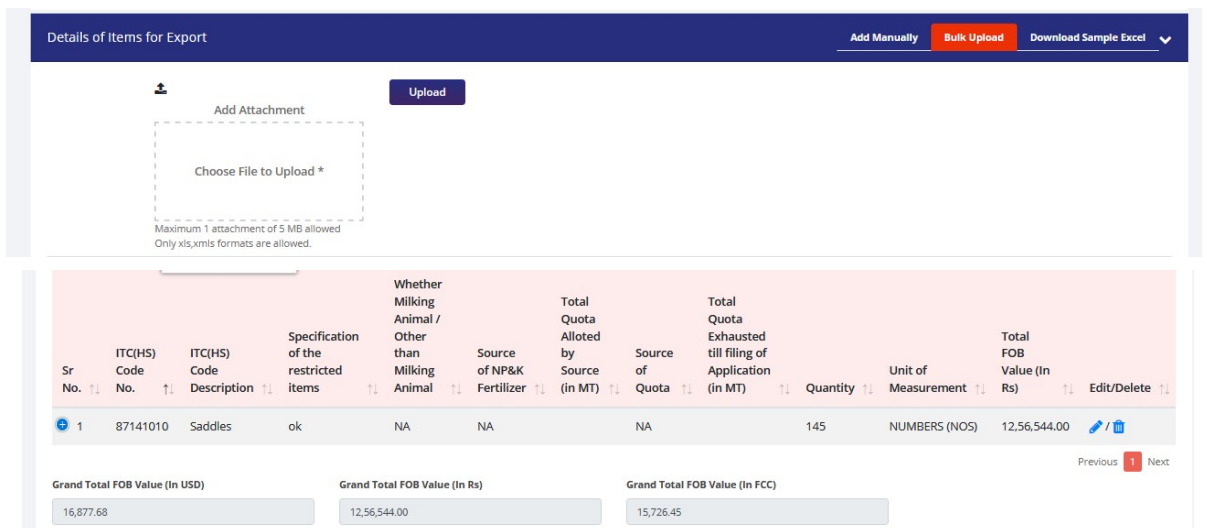 Details of Items for Export
Add Manually
Bulk Upload
Download Sample Excel
Add Attachment
Upload
Choose File to Upload *
Maximum 1 attachment of 5 MB allowed
Only xls,xmls formats are allowed.
Sr No.
ITC(HS) Code No.
ITC(HS) Code Description
Specification of the restricted items
Whether Milking Animal / Other than Milking Animal
Source of NP&K Fertilizer
Total Quota Alloted by Source (in MT)
Source of Quota
Total Quota Exhausted till filing of Application (in MT)
Quantity
Unit of Measurement
Total FOB Value (In Rs)
Edit/Delete
1 87141010 Saddles ok NA NA NA 145 NUMBERS (NOS) 12,56,544.00 /
Previous 1 Next
Grand Total FOB Value (In USD)
Grand Total FOB Value (In Rs)
Grand Total FOB Value (In FCC)
16,877.68
12,56,544.00
15,726.45